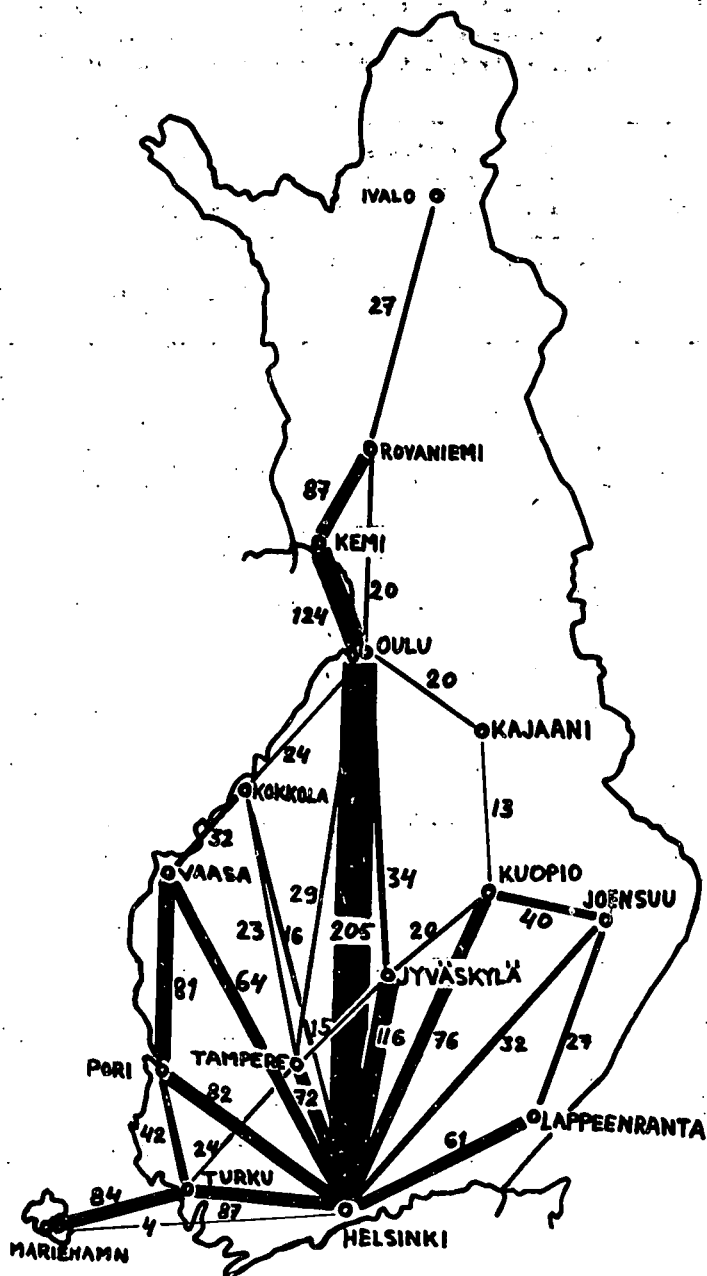 IVALO
27
ROVANIEMI
87
KEMI
20
124
OULU
20
24
KAJAANI
KOKKOLA
13
32
VAASA
34
KUOPIO
29
JOENSUU
20
40
23
16
205
JYVÄSKYLÄ
81
64
15
116
76
32
27
TAMPERE
PORI
82
72
LAPPEENRANTA
42
24
61
TURKU
84
87
4
HELSINKI
MARIEHAMN